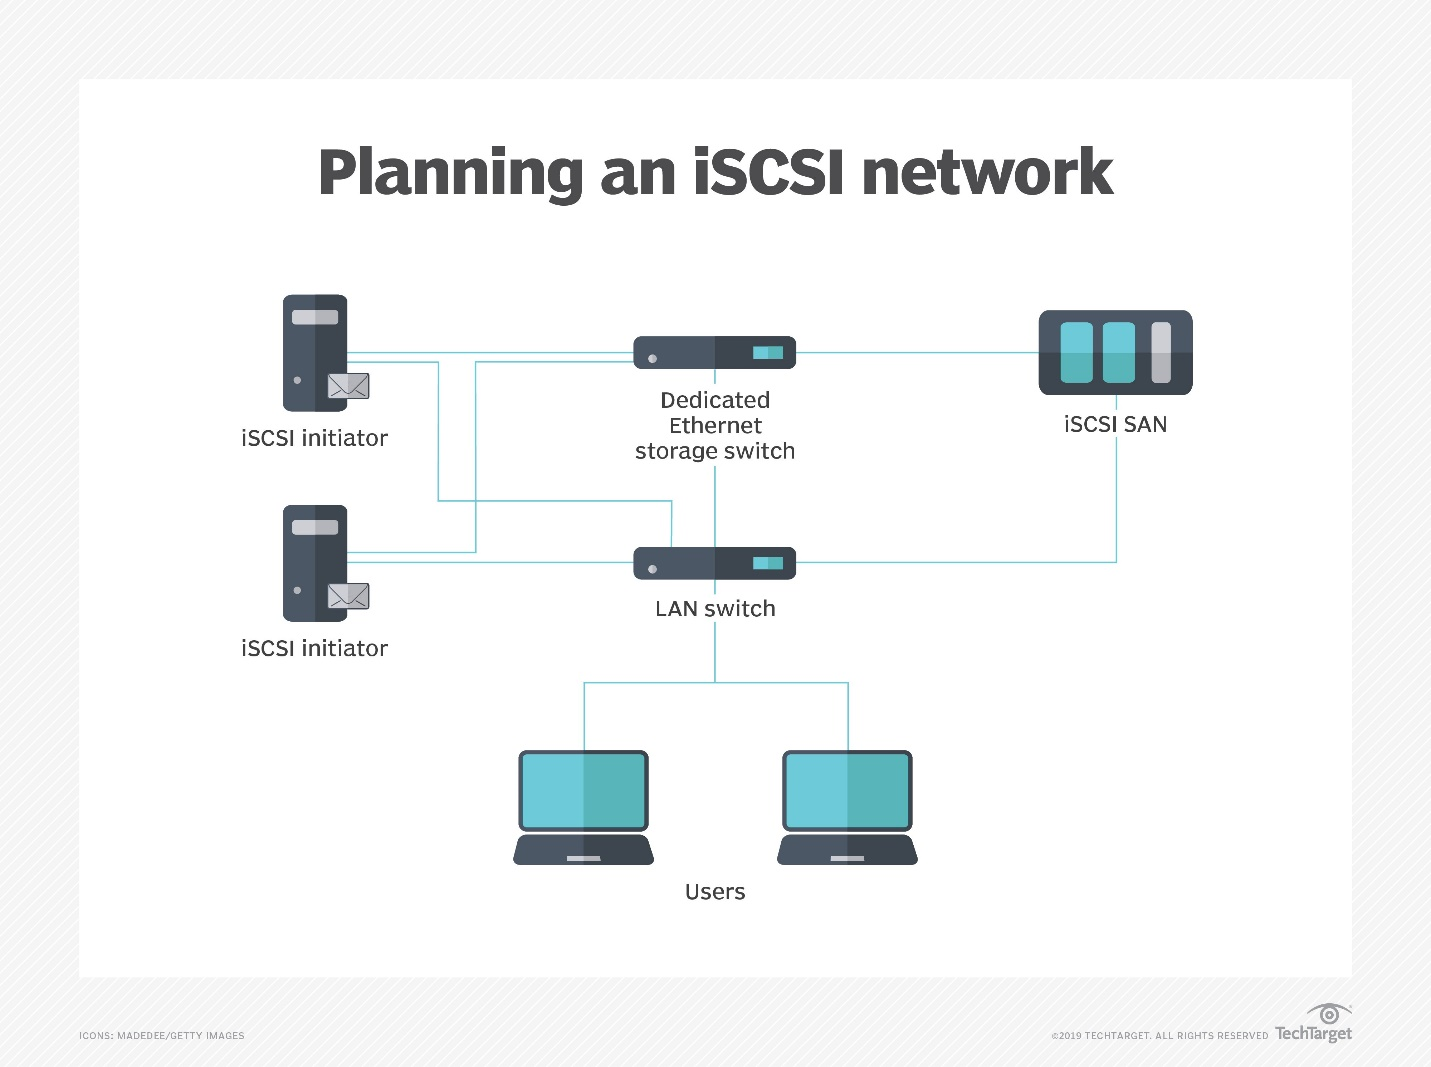 Planning an iSCSI network
iSCSI initiator
Dedicated
Ethernet
storage switch
iSCSI SAN
iSCSI initiator
LAN switch
Users
ICONS: MADEDEE/GETTY IMAGES
©2019 TECHTARGET. ALL RIGHTS RESERVED
TechTarget